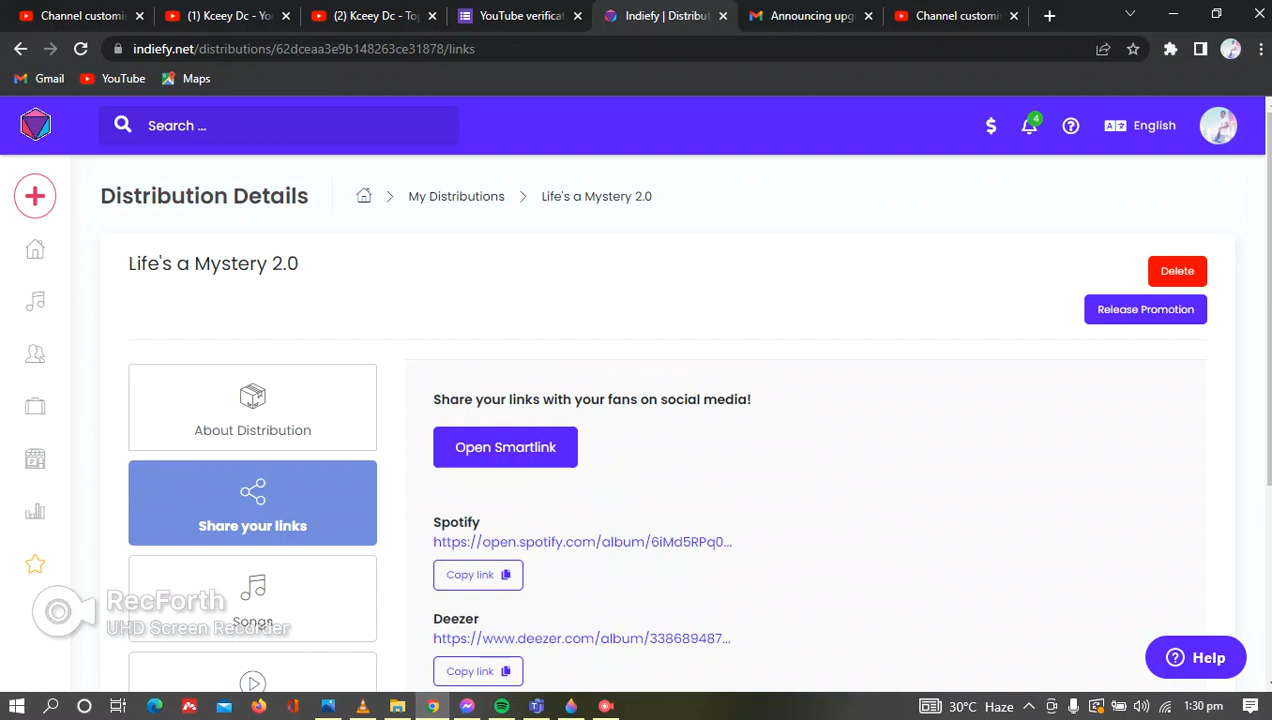 Channel customis
(1) Kceey Dc - Yo
(2) Kceey Dc - To
YouTube verificat
Indiefy | Distribut
Announcing upg
Channel customis
indiefy.net/distributions/62dceaa3e9b148263ce31878/links
Gmail
YouTube
Maps
Search ...
4
English
Distribution Details
My Distributions
Life's a Mystery 2.0
Life's a Mystery 2.0
Delete
Release Promotion
About Distribution
Share your links with your fans on social media!
Open Smartlink
Share your links
Spotify
https://open.spotify.com/album/6iMd5RPq0...
Copy link
Songs
RecForth
UHD Screen Recorder
Deezer
https://www.deezer.com/album/338689487...
Copy link
Help
30°C Haze
1:30 pm